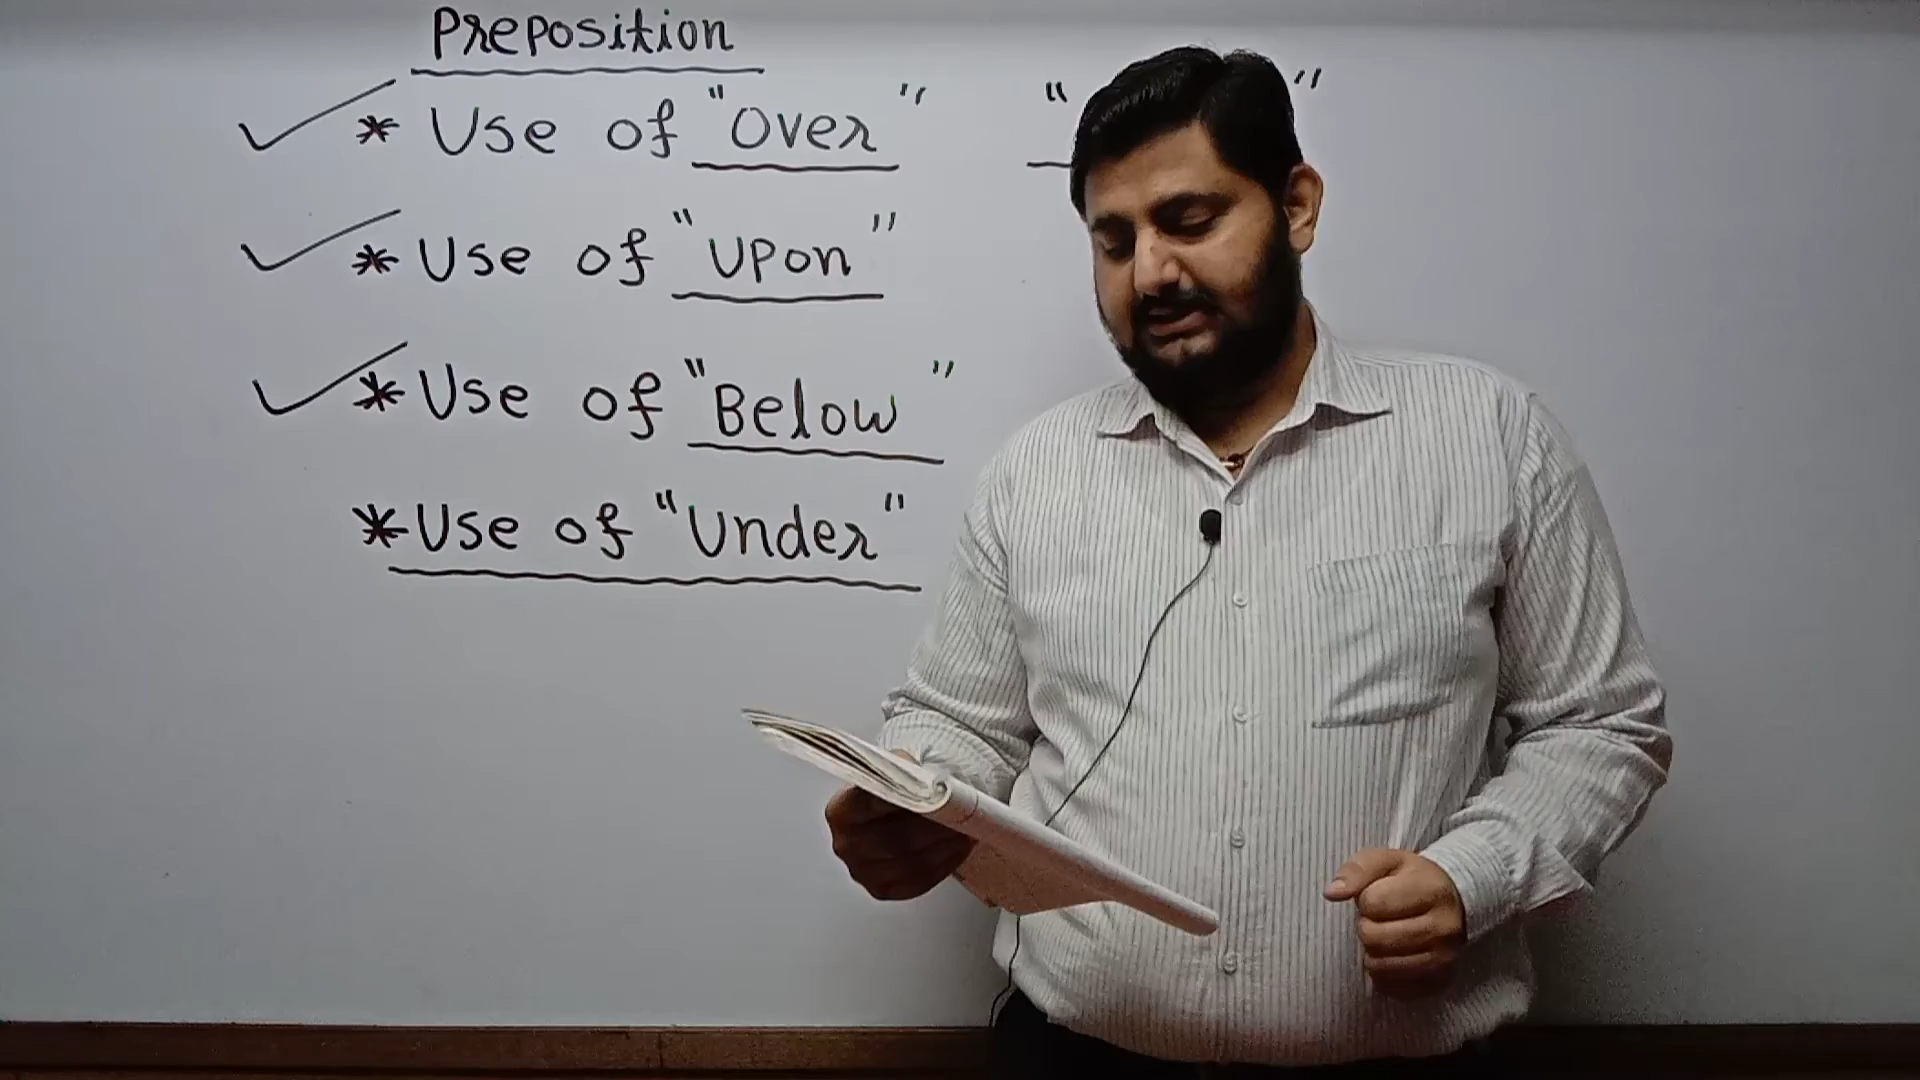 Preposition
* Use of "Over" " "
* Use of "Upon"
* Use of "Below"
* Use of "Under"